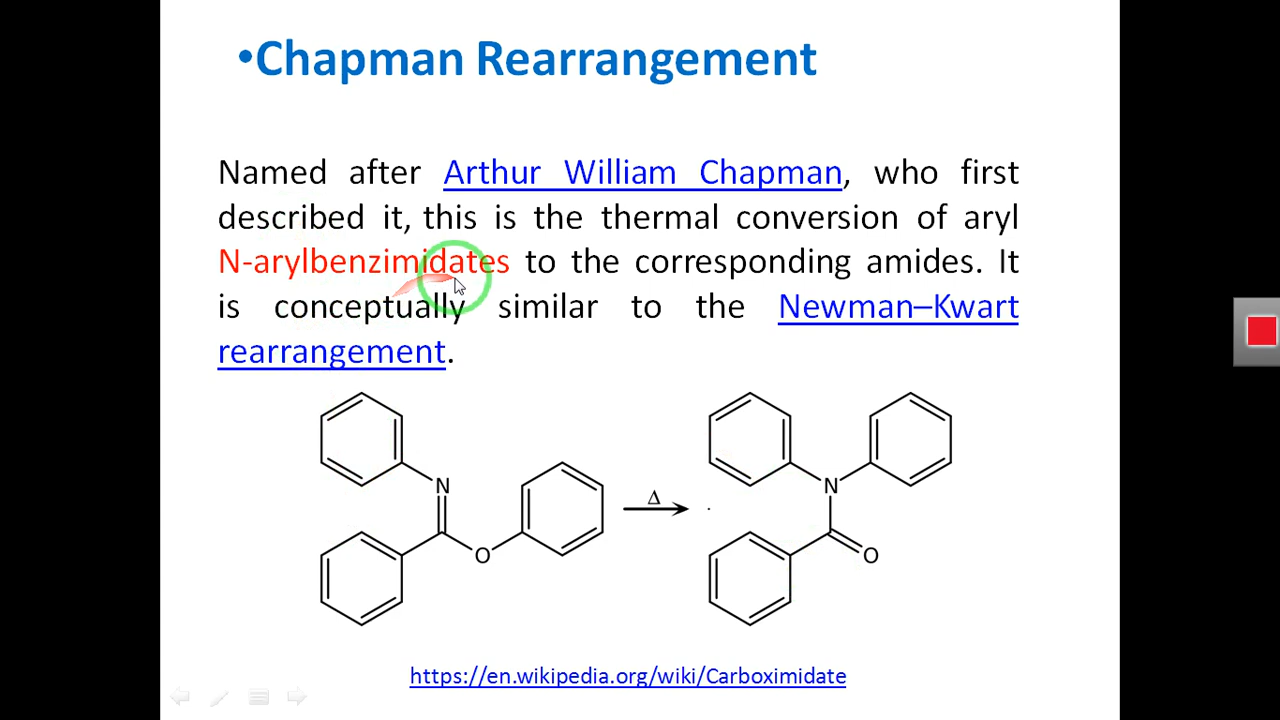 •Chapman Rearrangement
Named after Arthur William Chapman, who first
described it, this is the thermal conversion of aryl
N-arylbenzimidates to the corresponding amides. It
is conceptually similar to the Newman–Kwart
rearrangement.
N
O
Δ
N
O
https://en.wikipedia.org/wiki/Carboximidate